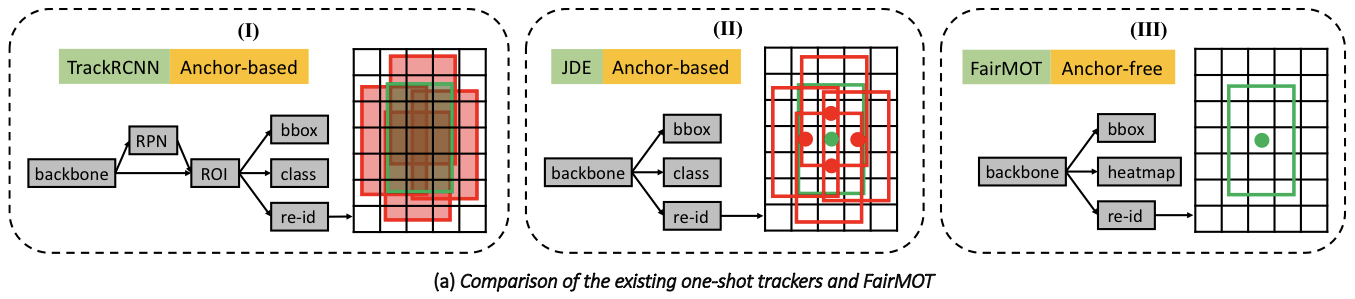 (I)
TrackRCNN Anchor-based
backbone
RPN
ROI
bbox
class
re-id
(II)
JDE Anchor-based
backbone
bbox
class
re-id
(III)
FairMOT Anchor-free
backbone
bbox
heatmap
re-id
(a) Comparison of the existing one-shot trackers and FairMOT